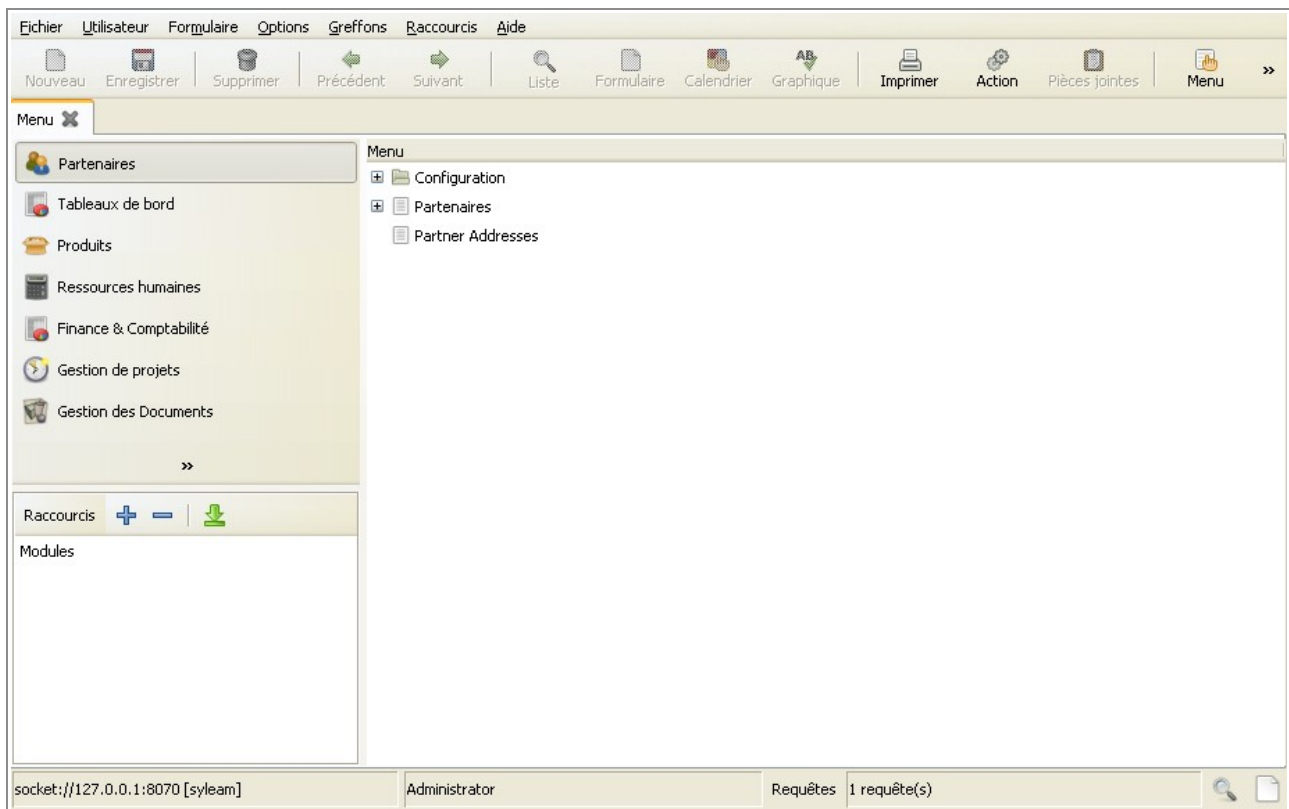 Fichier Utilisateur Formulaire Options Greffons Raccourcis Aide
Nouveau Enregistrer Supprimer Précédent Suivant Liste Formulaire Calendrier Graphique Imprimer Action Pièces jointes Menu »
Menu
Partenaires
Tableaux de bord
Produits
Ressources humaines
Finance & Comptabilité
Gestion de projets
Gestion des Documents
»
Raccourcis
Modules
Menu
Configuration
Partenaires
Partner Addresses
socket://127.0.0.1:8070 [syleam] Administrator Requêtes 1 requête(s)